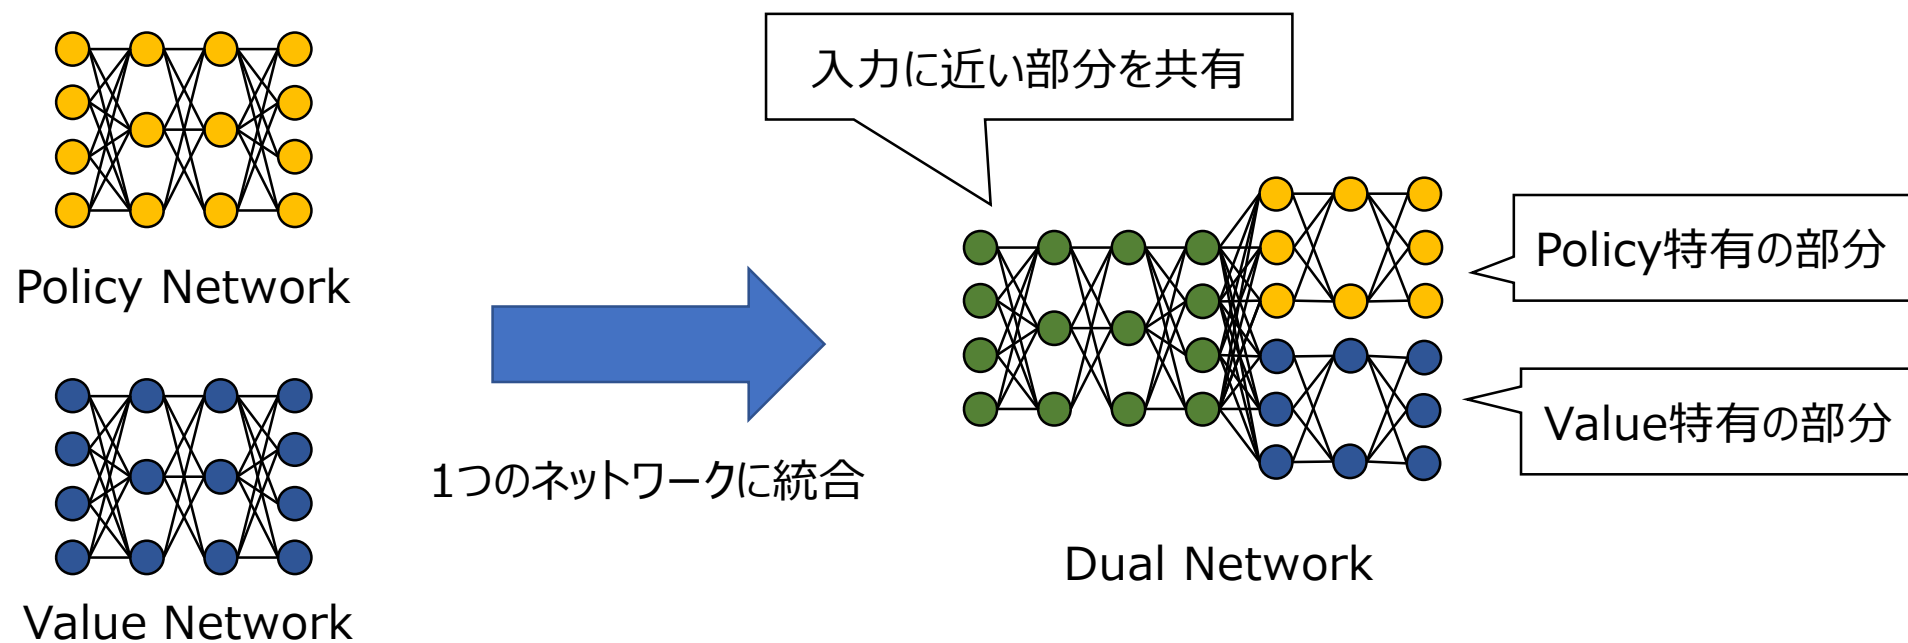 Policy Network
Value Network
1つのネットワークに統合
入力に近い部分を共有
Policy特有の部分
Value特有の部分
Dual Network